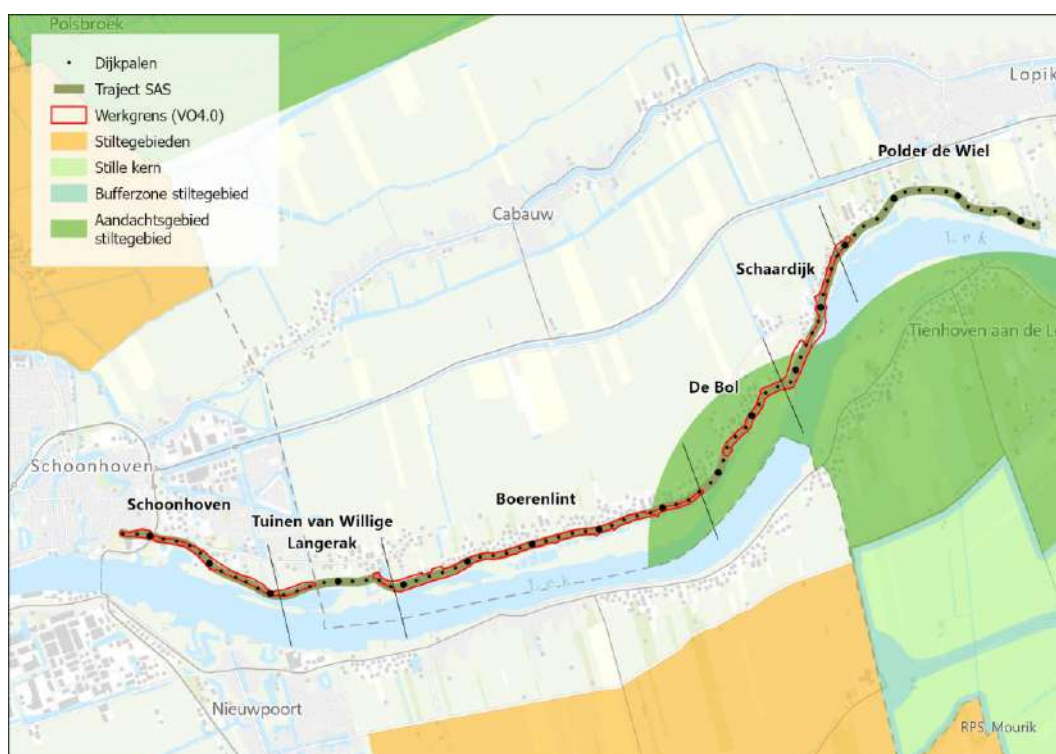 Polsbroek
Dijkpalen
Traject SAS
Werkgrens (VO4.0)
Stiltegebieden
Stille kern
Bufferzone stiltegebied
Aandachtsgebied
stiltegebied
Lopik
Polder de Wiel
Cabauw
Lek
Schaardijk
Tienhoven aan de Le
De Bol
Schoonhoven
Boerenlint
Schoonhoven
Tuinen van Willige
Langerak
Lek
Nieuwpoort
RPS, Mourik